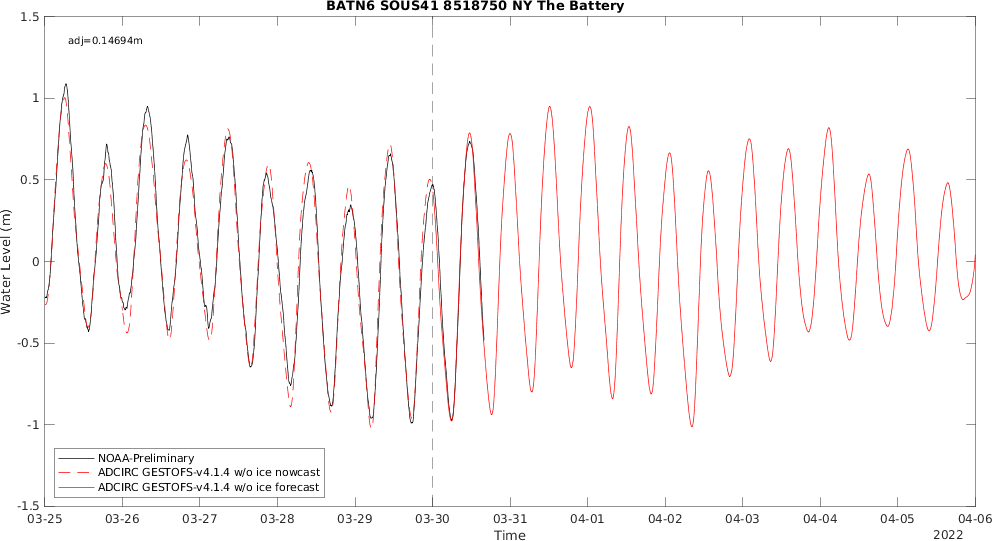 BATN6 SOUS41 8518750 NY The Battery
adj=0.14694m
1.5
1
0.5
0
-0.5
-1
-1.5
Water Level (m)
NOAA-Preliminary
ADCIRC GESTOFS-v4.1.4 w/o ice nowcast
ADCIRC GESTOFS-v4.1.4 w/o ice forecast
03-25 03-26 03-27 03-28 03-29 03-30 03-31 04-01 04-02 04-03 04-04 04-05 04-06
Time
2022